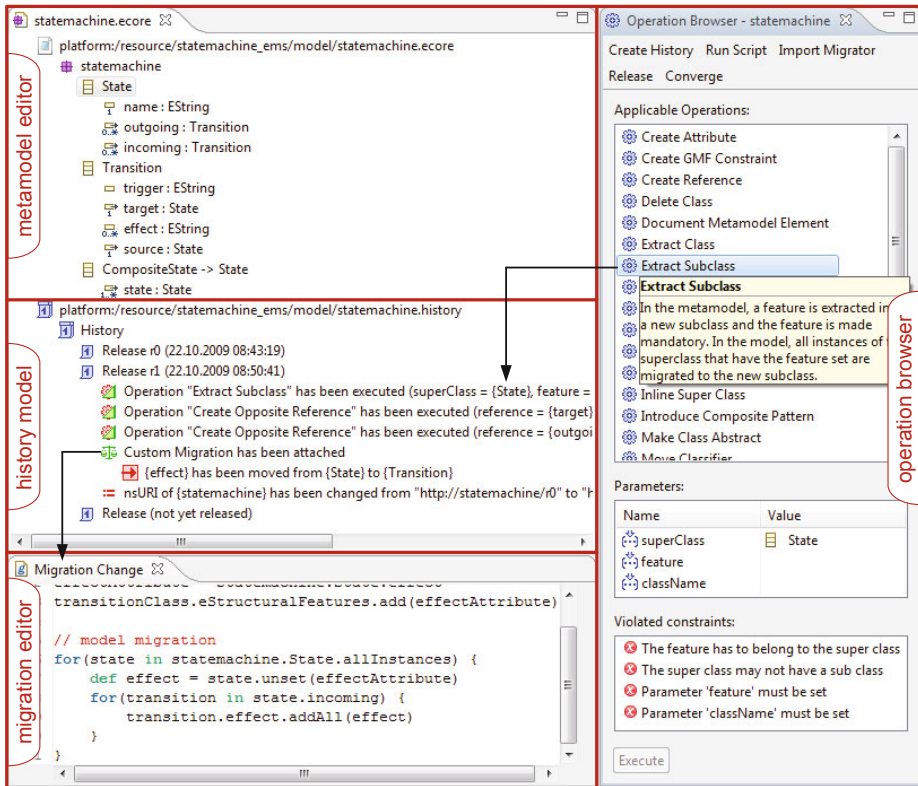 statemachine.ecore
platform:/resource/statemachine_ems/model/statemachine.ecore
statemachine
State
name : EString
outgoing : Transition
incoming : Transition
Transition
trigger : EString
target : State
effect : EString
source : State
CompositeState -> State
state : State
metamodel editor
platform:/resource/statemachine_ems/model/statemachine.history
History
Release r0 (22.10.2009 08:43:19)
Release r1 (22.10.2009 08:50:41)
Operation "Extract Subclass" has been executed (superClass = {State}, feature =
Operation "Create Opposite Reference" has been executed (reference = {target}
Operation "Create Opposite Reference" has been executed (reference = {outgoi
Custom Migration has been attached
{effect} has been moved from {State} to {Transition}
nsURI of {statemachine} has been changed from "http://statemachine/r0" to "h
Release (not yet released)
history model
Migration Change
transitionClass.eStructuralFeatures.add(effectAttribute)
// model migration
for(state in statemachine.State.allInstances) {
def effect = state.unset(effectAttribute)
for(transition in state.incoming) {
transition.effect.addAll(effect)
}
}
migration editor
Operation Browser - statemachine
Create History Run Script Import Migrator
Release Converge
Applicable Operations:
Create Attribute
Create GMF Constraint
Create Reference
Delete Class
Document Metamodel Element
Extract Class
Extract Subclass
Extract Subclass
In the metamodel, a feature is extracted in
a new subclass and the feature is made
mandatory. In the model, all instances of
superclass that have the feature set are
migrated to the new subclass.
Inline Super Class
Introduce Composite Pattern
Make Class Abstract
Move Classifier
operation browser
Parameters:
Name Value
superClass State
feature
className
Violated constraints:
The feature has to belong to the super class
The super class may not have a sub class
Parameter 'feature' must be set
Parameter 'className' must be set
Execute